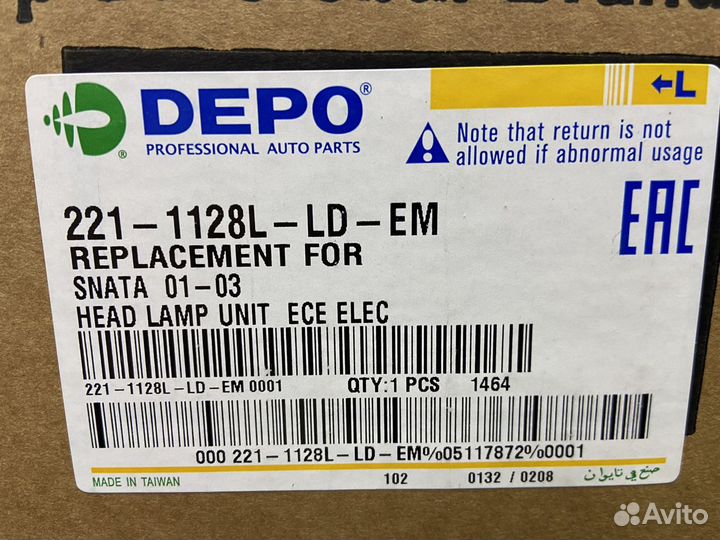 DEPO®
PROFESSIONAL AUTO PARTS
←L
Note that return is not
allowed if abnormal usage
221-1128L-LD-EM
EAC
REPLACEMENT FOR
SNATA 01-03
HEAD LAMP UNIT ECE ELEC
221-1128L-LD-EM 0001 QTY:1 PCS 1464
000 221-1128L-LD-EM%05117872%0001
MADE IN TAIWAN 102 0132 / 0208 صنع في تايوان
Avito